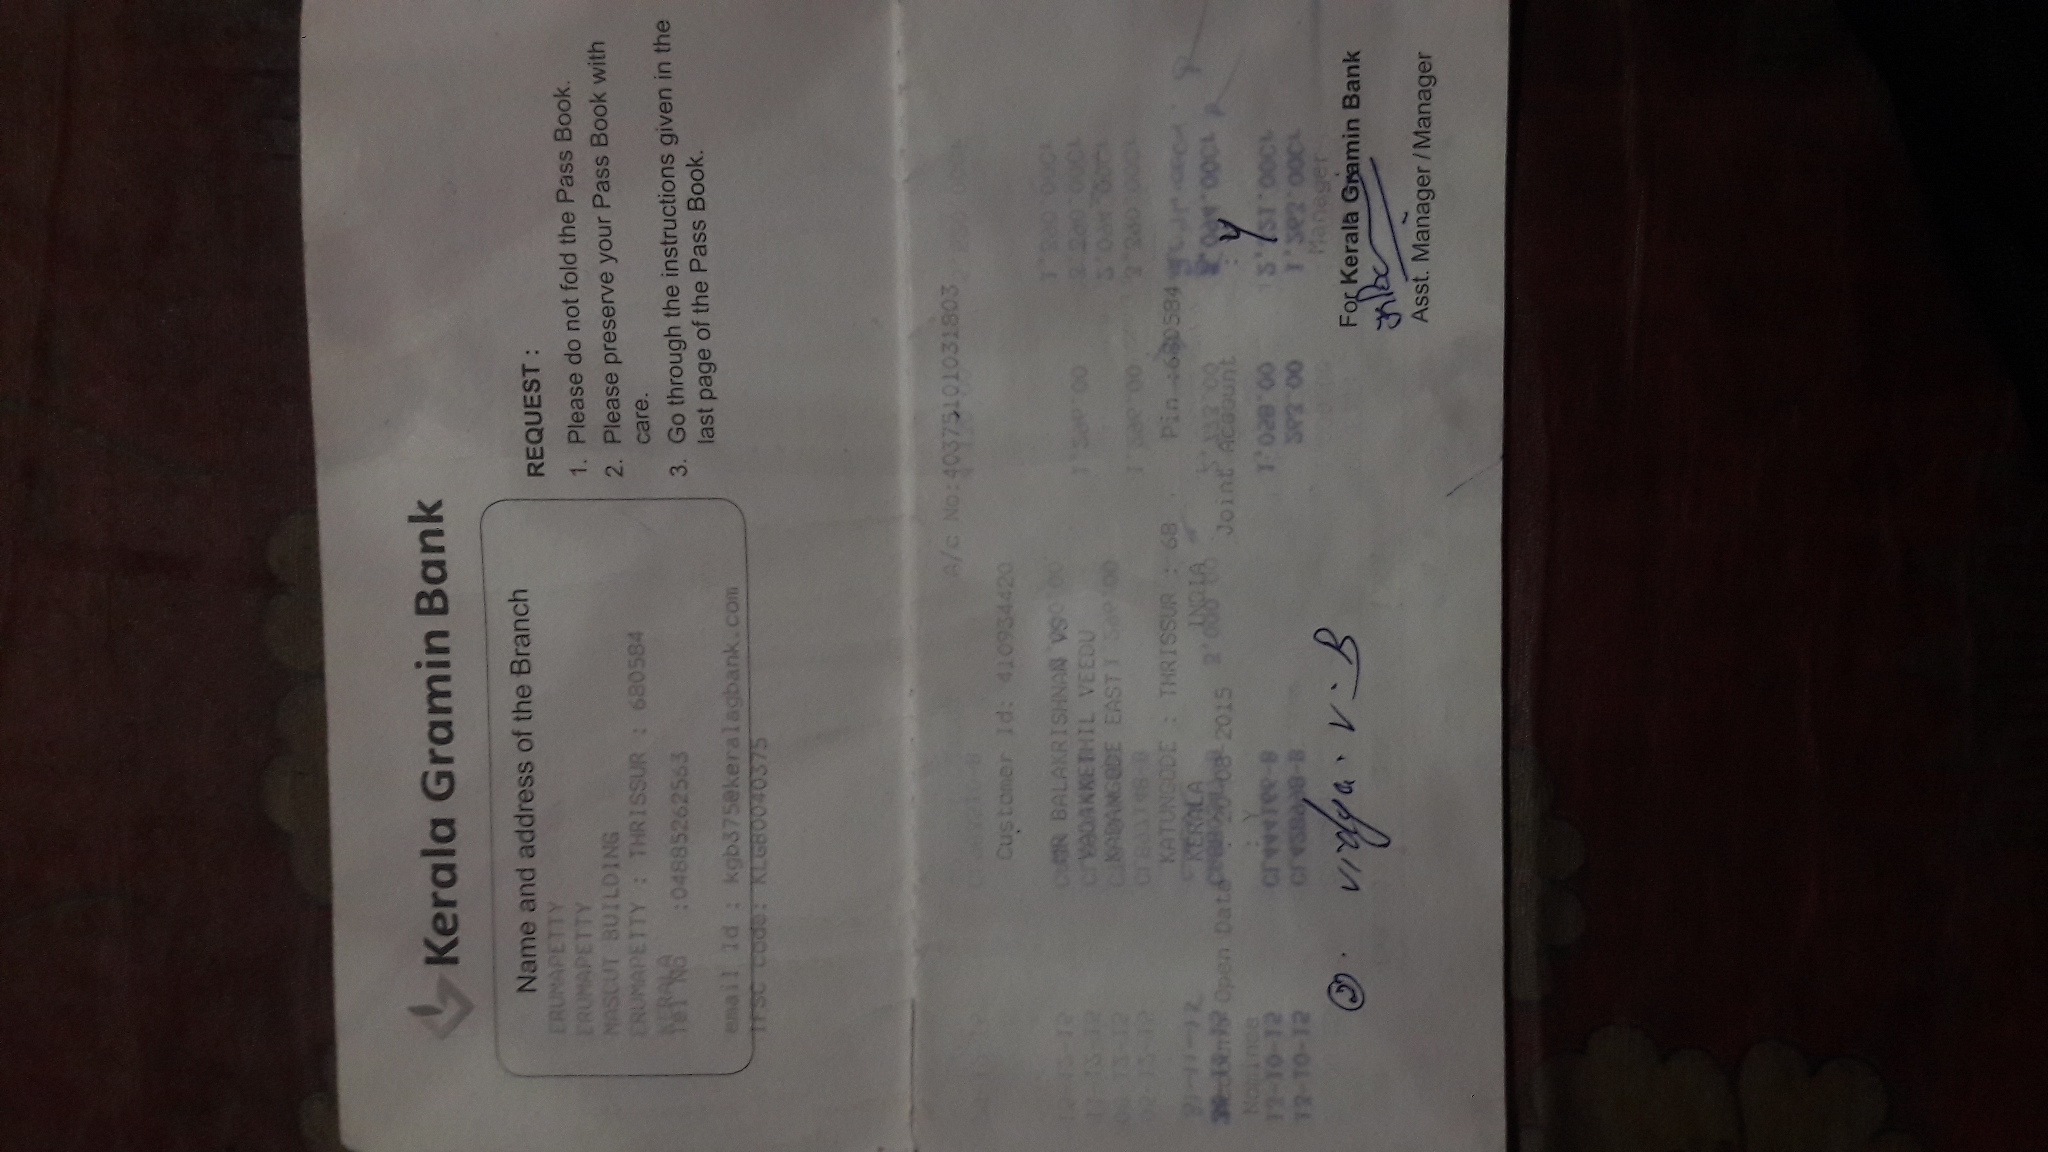 Kerala Gramin Bank
Name and address of the Branch
ERUMAPETTY
ERUMAPETTY
MASCUT BUILDING
ERUMAPETTY : THRISSUR : 680584
KERALA
Tel No :04885262563
email Id : kgb375@keralagbank.com
IFSC Code: KLGB0040375
REQUEST :
1. Please do not fold the Pass Book.
2. Please preserve your Pass Book with
care.
3. Go through the instructions given in the
last page of the Pass Book.
A/c No:40375101031803
Customer Id: 410934420
MR BALAKRISHNAN VS
VADAKKETHIL VEEDU
KADANGODE EAST
KATUNGODE : THRISSUR : 68 Pin :680584
KERALA INDIA
Account Open Date : 20-08-2015 Joint Account : Y
Nominee : Y
Manager
2. Vidya. V. B
For Kerala Gramin Bank
Asst. Manager / Manager